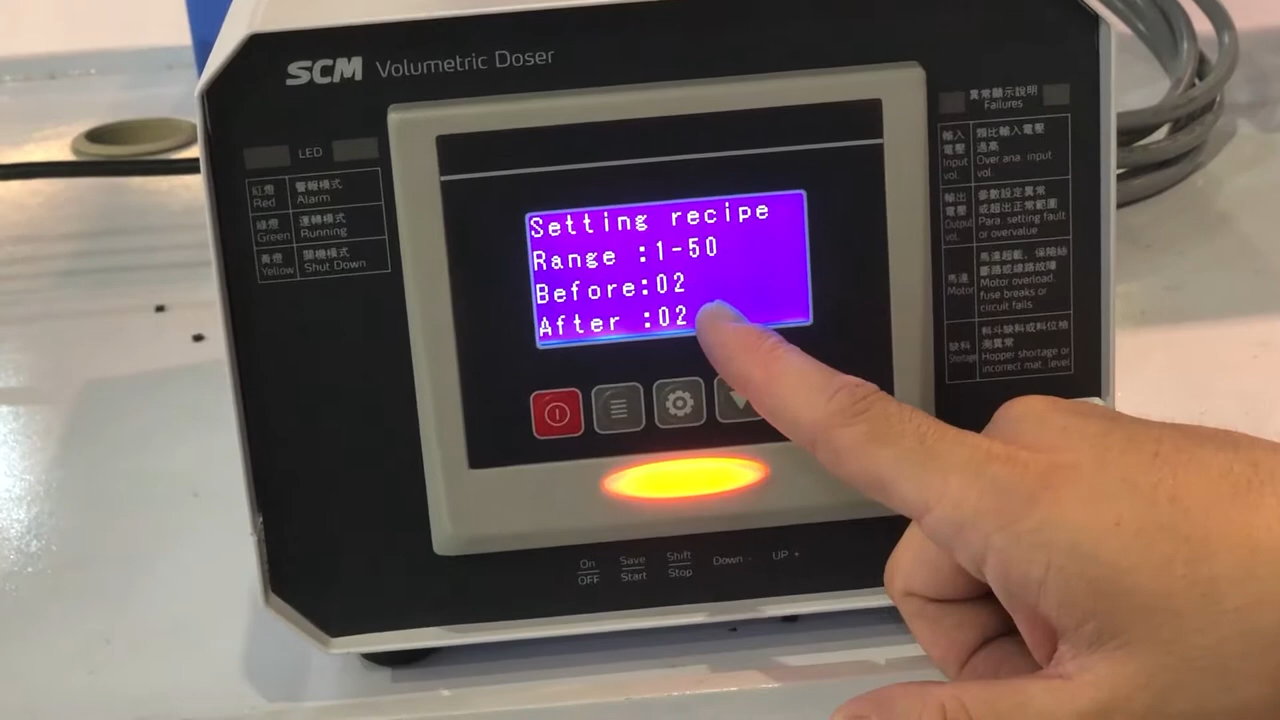 SCM Volumetric Doser
LED
紅燈 警報模式
Red Alarm
綠燈 運轉模式
Green Running
黃燈 關機模式
Yellow Shut Down
Setting recipe
Range :1-50
Before:02
After :02
On Save Shift Down - UP +
OFF Start Stop
異常顯示說明
Failures
輸入電壓
Input vol.
類比輸入電壓
過高
Over ana. input
vol.
輸出電壓
Output vol.
參數設定異常
或超出正常範圍
Para. setting fault
or overvalue
馬達
Motor
馬達超載、保險絲
斷路或線路故障
Motor overload,
fuse breaks or
circuit fails
缺料
Shortage
料斗缺料或料位檢
測異常
Hopper shortage or
incorrect mat. level